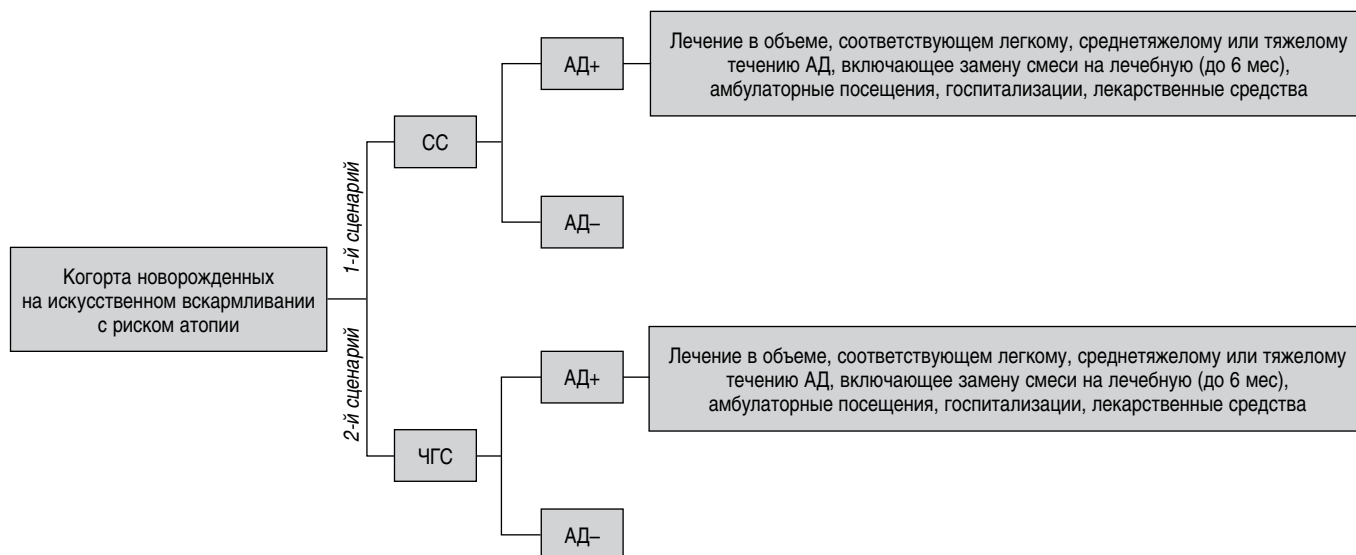 Когорта новорожденных
на искусственном вскармливании
с риском атопии
1-й сценарий
СС
АД+
Лечение в объеме, соответствующем легкому, среднетяжелому или тяжелому
течению АД, включающее замену смеси на лечебную (до 6 мес),
амбулаторные посещения, госпитализации, лекарственные средства
АД–
2-й сценарий
ЧГС
АД+
Лечение в объеме, соответствующем легкому, среднетяжелому или тяжелому
течению АД, включающее замену смеси на лечебную (до 6 мес),
амбулаторные посещения, госпитализации, лекарственные средства
АД–